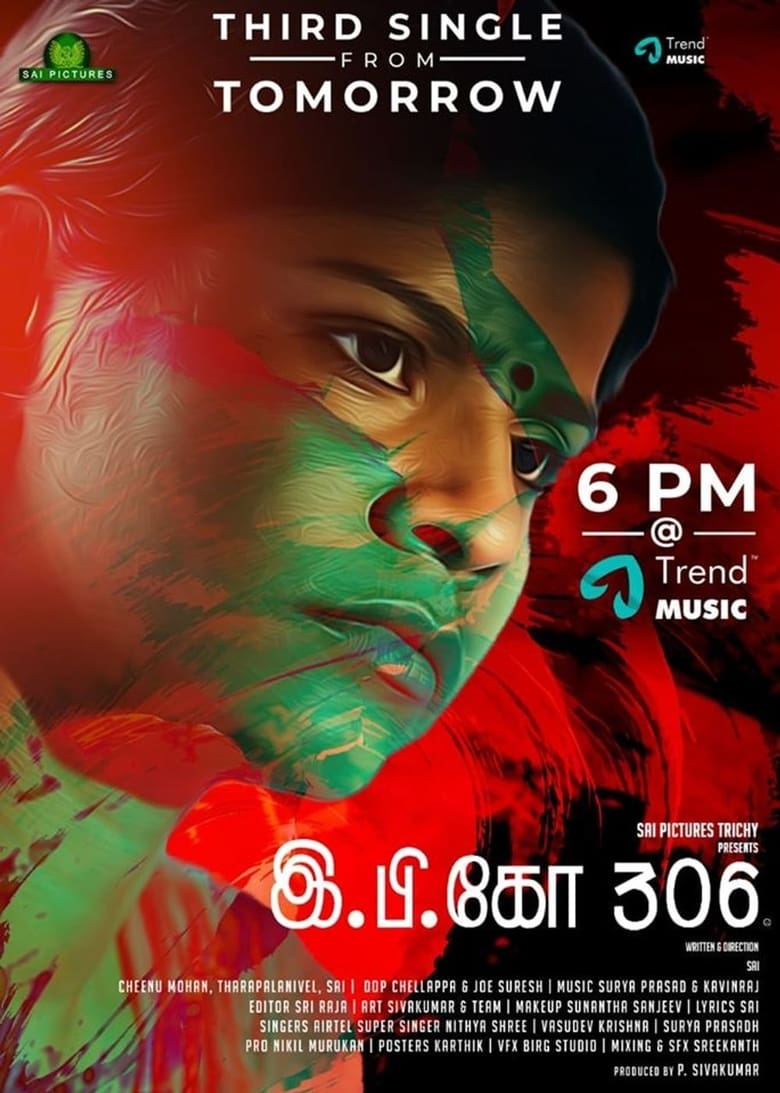 THIRD SINGLE
FROM
TOMORROW
SAI PICTURES
Trend
MUSIC
6 PM
@
Trend™
MUSIC
SAI PICTURES TRICHY
PRESENTS
இ.பி.கோ 306
WRITTEN & DIRECTION
SAI
CHEENU MOHAN, THARAPALANIVEL, SAI | DOP CHELLAPPA & JOE SURESH | MUSIC SURYA PRASAD & KAVINRAJ
EDITOR SRI RAJA | ART SIVAKUMAR & TEAM | MAKEUP SUNANTHA SANJEEV | LYRICS SAI
SINGERS AIRTEL SUPER SINGER NITHYA SHREE | VASUDEV KRISHNA | SURYA PRASADH
PRO NIKIL MURUKAN | POSTERS KARTHIK | VFX BIRG STUDIO | MIXING & SFX SREEKANTH
PRODUCED BY P. SIVAKUMAR